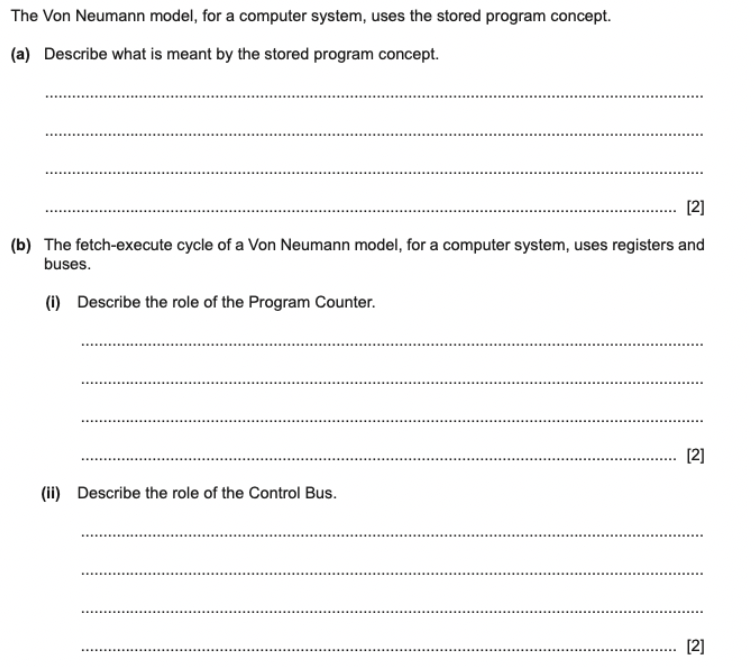 The Von Neumann model, for a computer system, uses the stored program concept.
(a) Describe what is meant by the stored program concept.
[2]
(b) The fetch-execute cycle of a Von Neumann model, for a computer system, uses registers and
buses.
(i) Describe the role of the Program Counter.
[2]
(ii) Describe the role of the Control Bus.
[2]